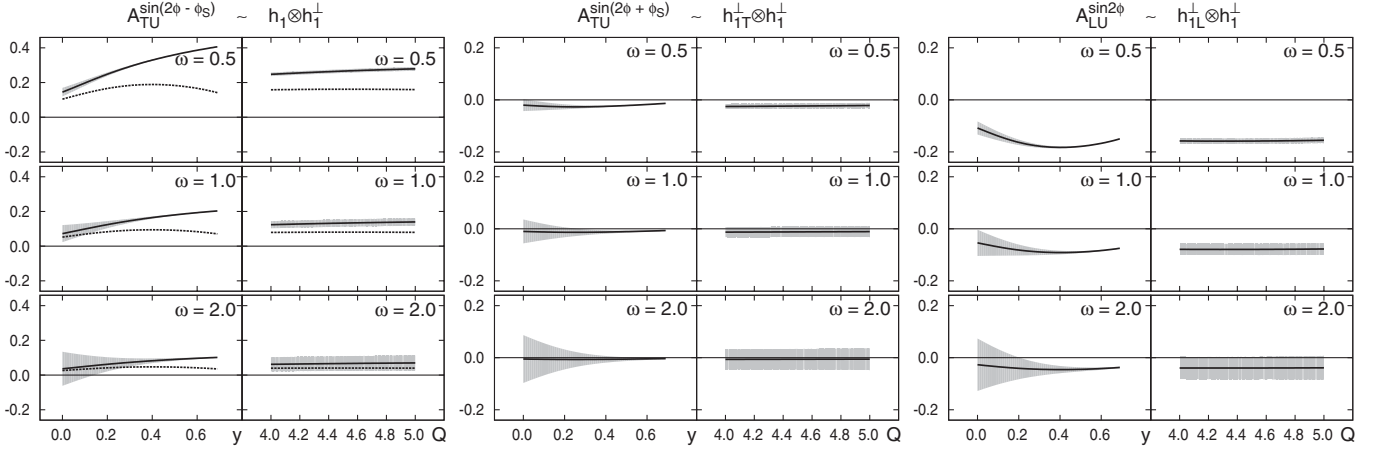 A_TU^sin(2ϕ - ϕ_S) ~ h_1⊗h_1^⊥ A_TU^sin(2ϕ + ϕ_S) ~ h_1T^⊥⊗h_1^⊥ A_LU^sin2ϕ ~ h_1L^⊥⊗h_1^⊥
0.4 ω = 0.5 ω = 0.5 0.2 ω = 0.5 ω = 0.5 0.2 ω = 0.5 ω = 0.5
0.2 0.0 0.0
0.0
-0.2 -0.2 -0.2
0.4 ω = 1.0 ω = 1.0 0.2 ω = 1.0 ω = 1.0 0.2 ω = 1.0 ω = 1.0
0.2 0.0 0.0
0.0
-0.2 -0.2 -0.2
0.4 ω = 2.0 ω = 2.0 0.2 ω = 2.0 ω = 2.0 0.2 ω = 2.0 ω = 2.0
0.2 0.0 0.0
0.0
-0.2 -0.2 -0.2
0.0 0.2 0.4 0.6 y 4.0 4.2 4.4 4.6 4.8 5.0 Q 0.0 0.2 0.4 0.6 y 4.0 4.2 4.4 4.6 4.8 5.0 Q 0.0 0.2 0.4 0.6 y 4.0 4.2 4.4 4.6 4.8 5.0 Q